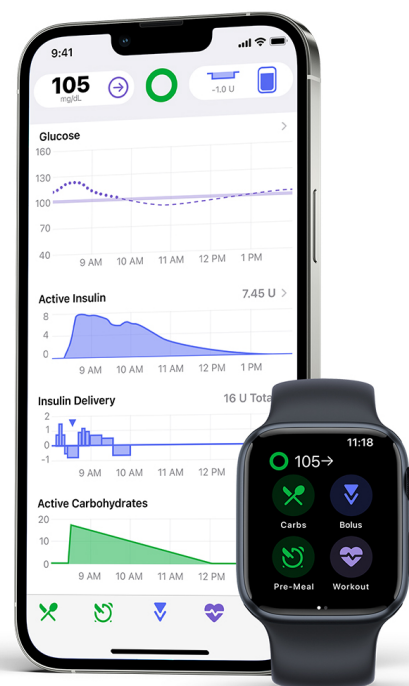 9:41
105
mg/dL
-1.0 U
Glucose
160
130
100
70
40
9 AM 10 AM 11 AM 12 PM 1 PM
Active Insulin 7.45 U
8
4
0
9 AM 10 AM 11 AM 12 PM 1 PM
Insulin Delivery 16 U
2
1
0
-1
9 AM 10 AM 11 AM 12 PM
Active Carbohydrates
20
10
0
9 AM 10 AM 11 AM 12 PM
11:18
105→
Carbs Bolus
Pre-Meal Workout